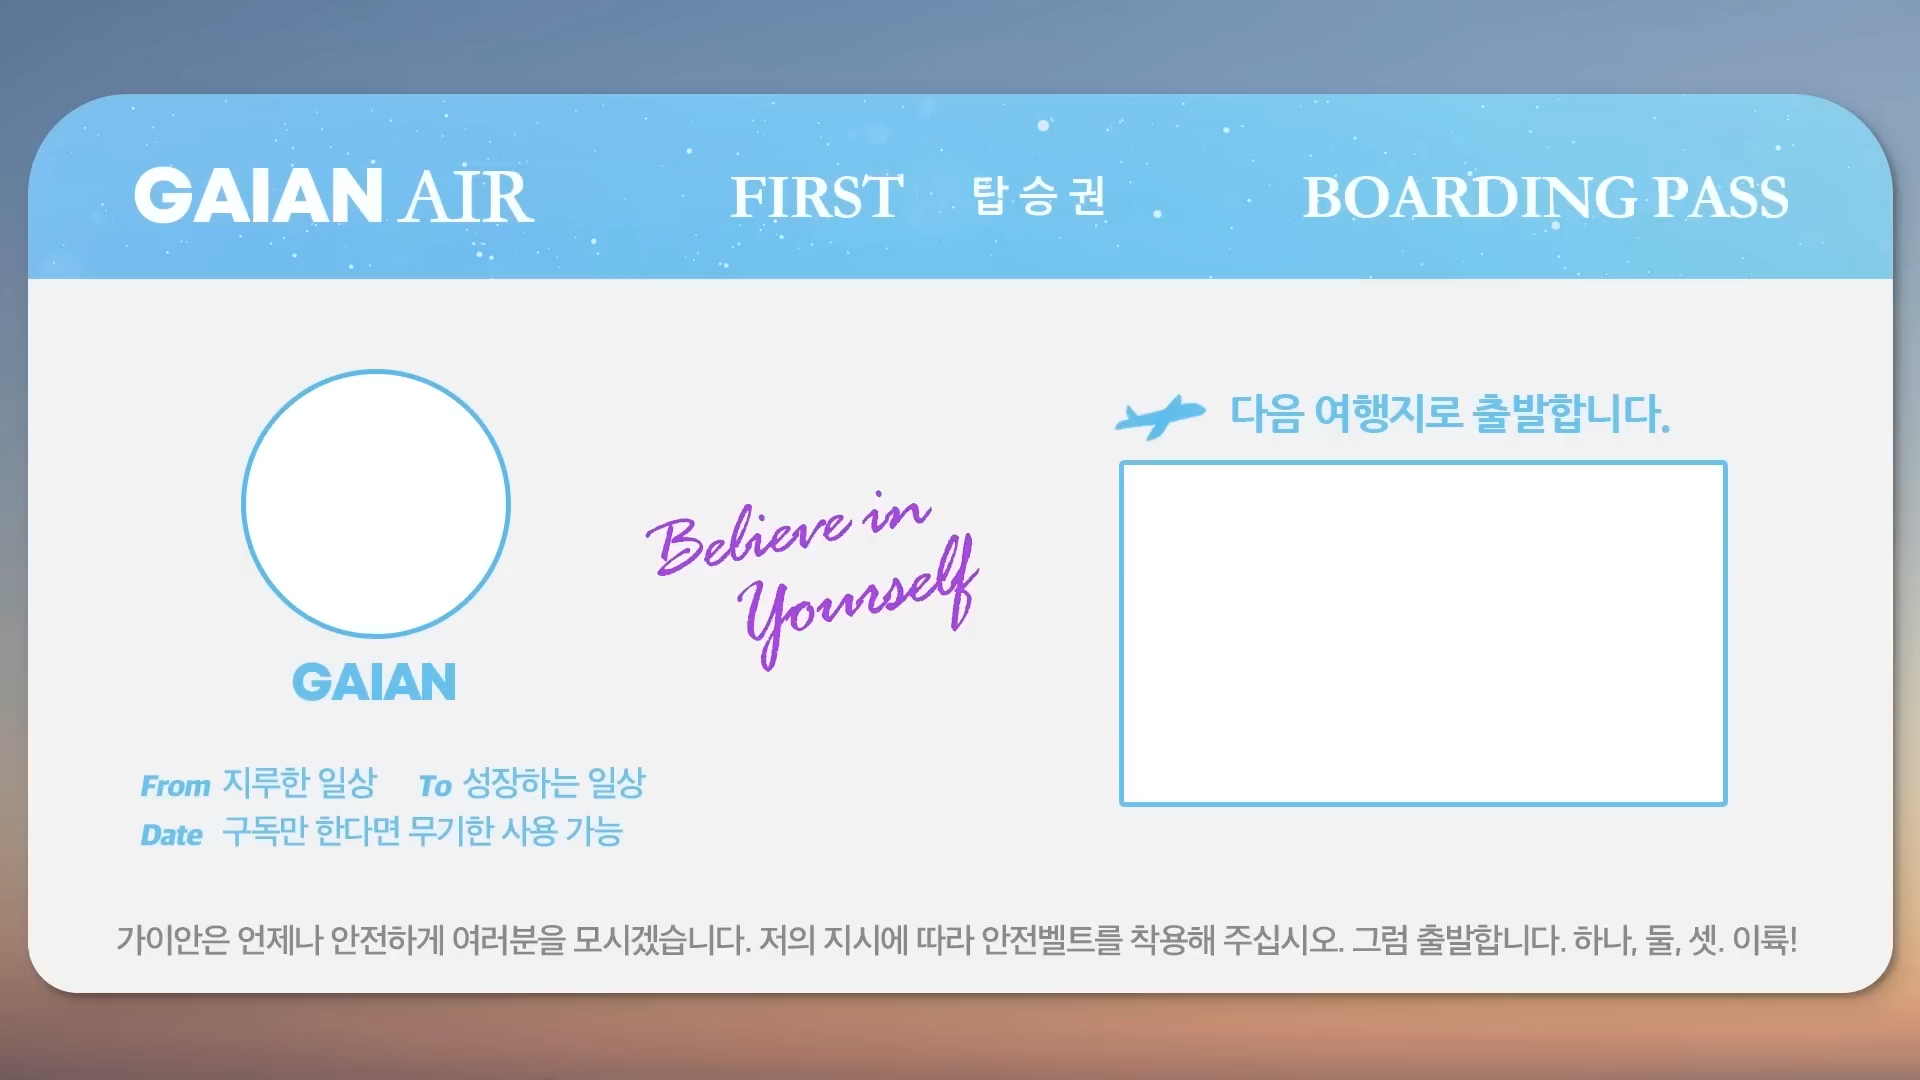 GAIAN AIR FIRST 탑승권 BOARDING PASS
다음 여행지로 출발합니다.
Believe in
Yourself
GAIAN
From 지루한 일상 To 성장하는 일상
Date 구독만 한다면 무기한 사용 가능
가이안은 언제나 안전하게 여러분을 모시겠습니다. 저의 지시에 따라 안전벨트를 착용해 주십시오. 그럼 출발합니다. 하나, 둘, 셋. 이륙!